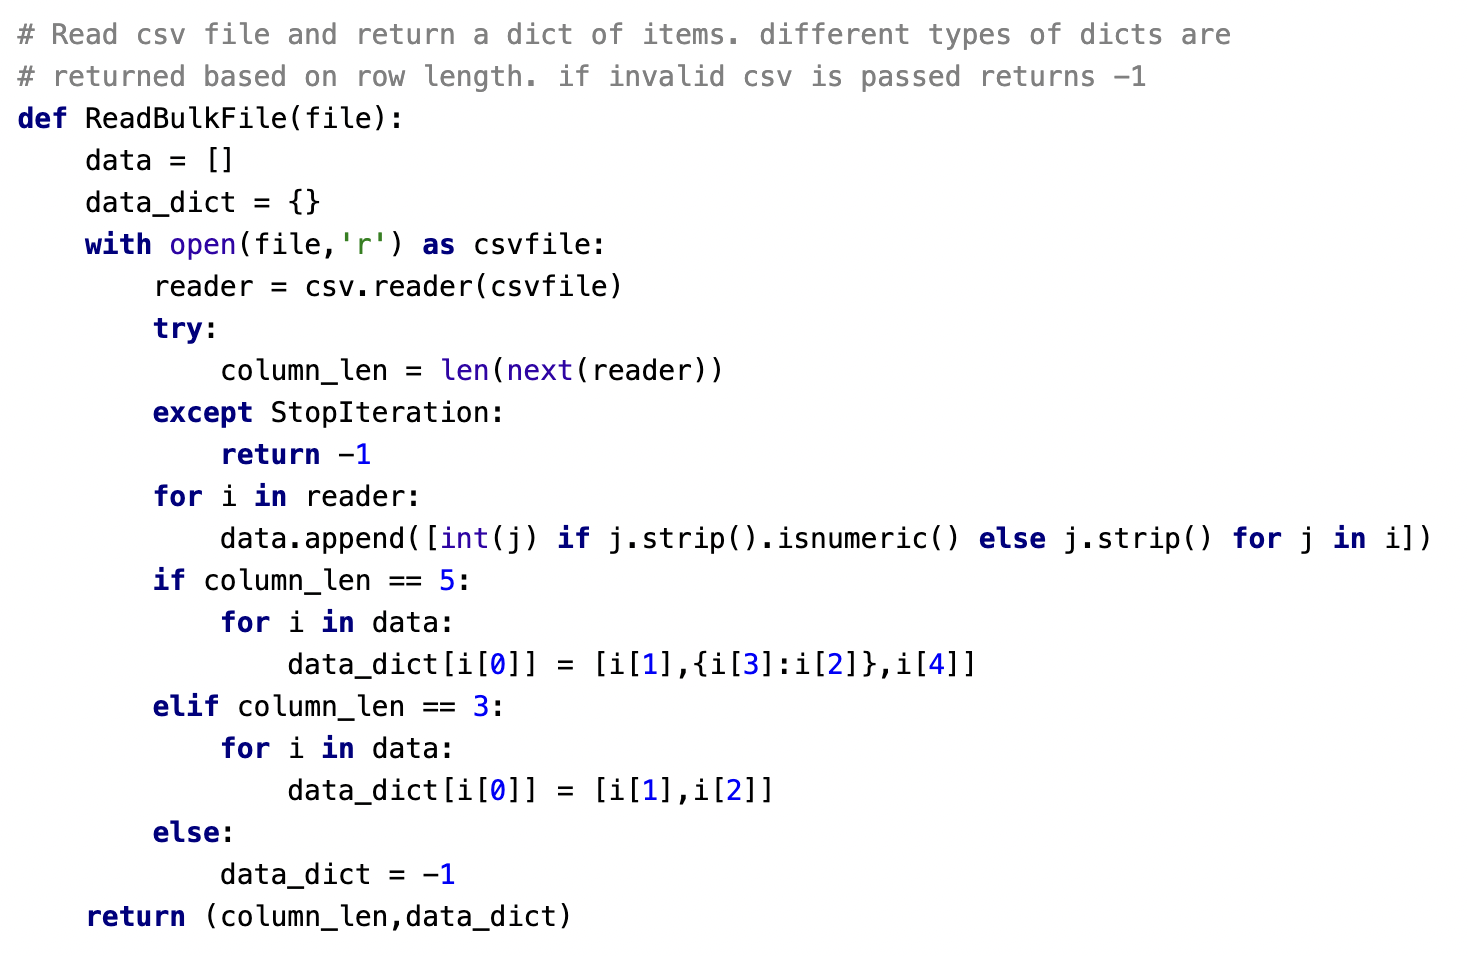 # Read csv file and return a dict of items. different types of dicts are
# returned based on row length. if invalid csv is passed returns -1
def ReadBulkFile(file):
    data = []
    data_dict = {}
    with open(file,'r') as csvfile:
        reader = csv.reader(csvfile)
        try:
            column_len = len(next(reader))
        except StopIteration:
            return -1
        for i in reader:
            data.append([int(j) if j.strip().isnumeric() else j.strip() for j in i])
        if column_len == 5:
            for i in data:
                data_dict[i[0]] = [i[1],{i[3]:i[2]},i[4]]
        elif column_len == 3:
            for i in data:
                data_dict[i[0]] = [i[1],i[2]]
        else:
            data_dict = -1
    return (column_len,data_dict)